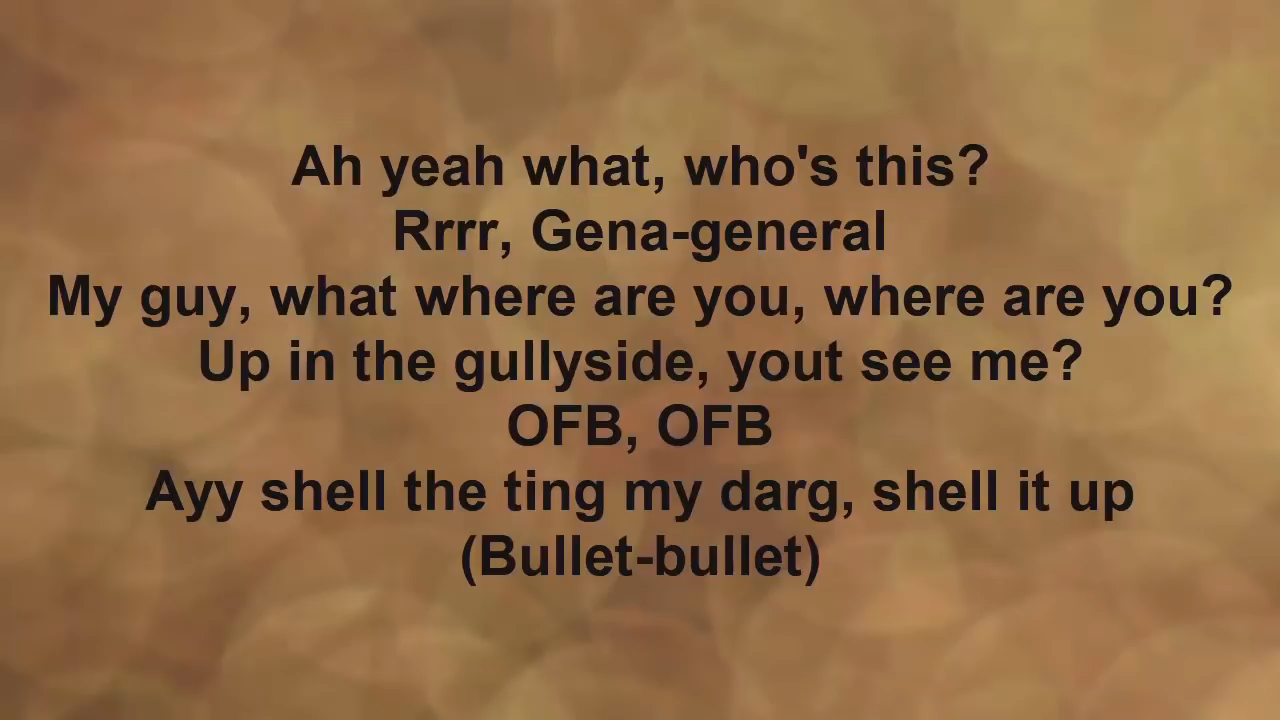 Ah yeah what, who's this?
Rrrr, Gena-general
My guy, what where are you, where are you?
Up in the gullyside, yout see me?
OFB, OFB
Ayy shell the ting my darg, shell it up
(Bullet-bullet)